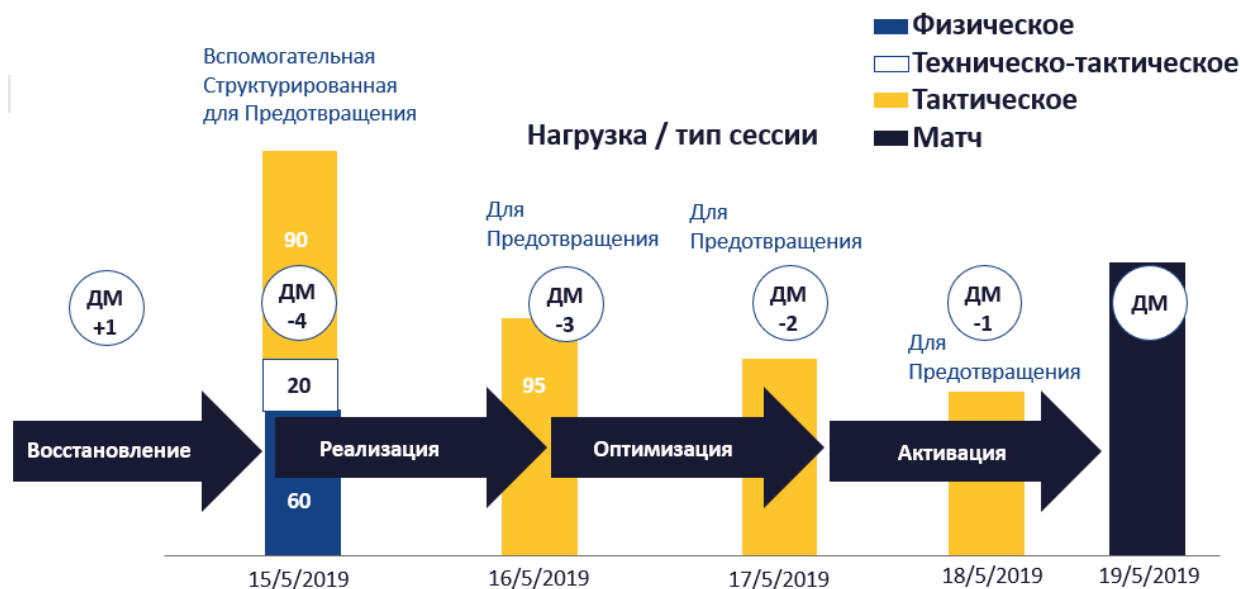 Физическое
Техническо-тактическое
Тактическое
Матч
Вспомогательная
Структурированная
для Предотвращения
Нагрузка / тип сессии
Для
Предотвращения
Для
Предотвращения
90
ДМ
+1
ДМ
-4
ДМ
-3
ДМ
-2
ДМ
-1
ДМ
Для
Предотвращения
20
95
Восстановление
Реализация
Оптимизация
Активация
60
15/5/2019
16/5/2019
17/5/2019
18/5/2019
19/5/2019